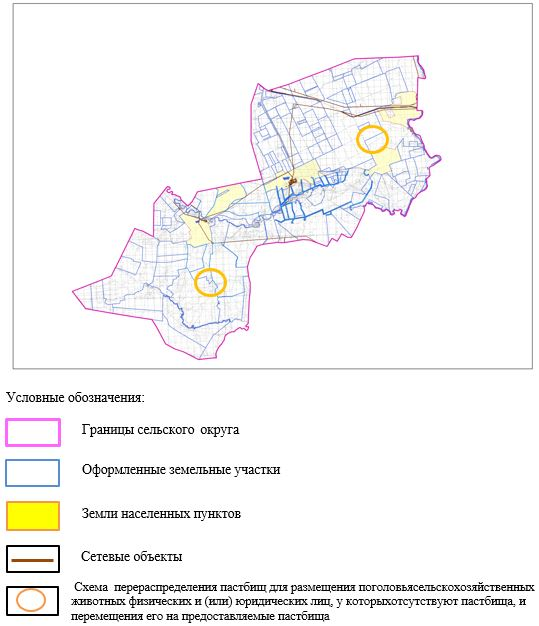 Условные обозначения:
Границы сельского округа
Оформленные земельные участки
Земли населенных пунктов
Сетевые объекты
Схема перераспределения пастбищ для размещения поголовьясельскохозяйственных
животных физических и (или) юридических лиц, у которыхотсутствуют пастбища, и
перемещения его на предоставляемые пастбища